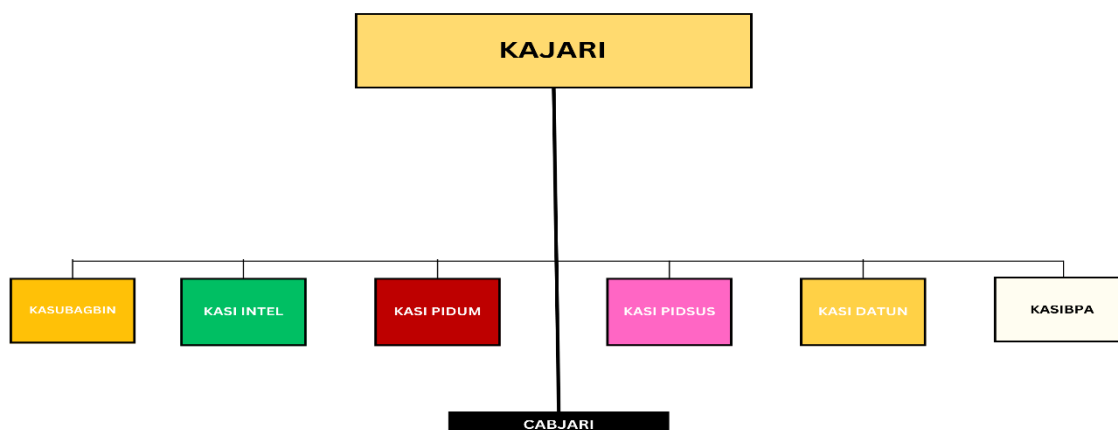 KAJARI
KASUBAGBIN
KASI INTEL
KASI PIDUM
KASI PIDSUS
KASI DATUN
KASIBPA
CABJARI